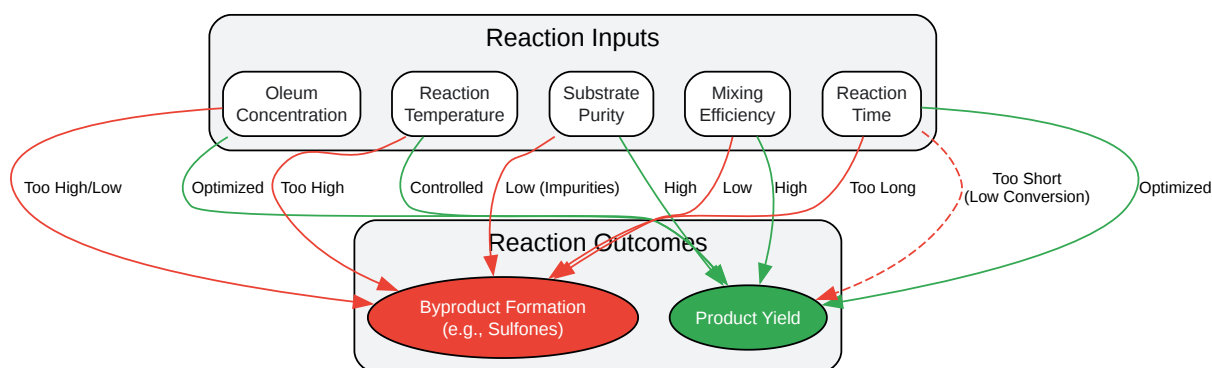 Reaction Inputs
Oleum
Concentration
Reaction
Temperature
Substrate
Purity
Mixing
Efficiency
Reaction
Time
Too High/Low
Optimized
Too High
Controlled
Low (Impurities)
High
Low
High
Too Long
Too Short
(Low Conversion)
Optimized
Reaction Outcomes
Byproduct Formation
(e.g., Sulfones)
Product Yield